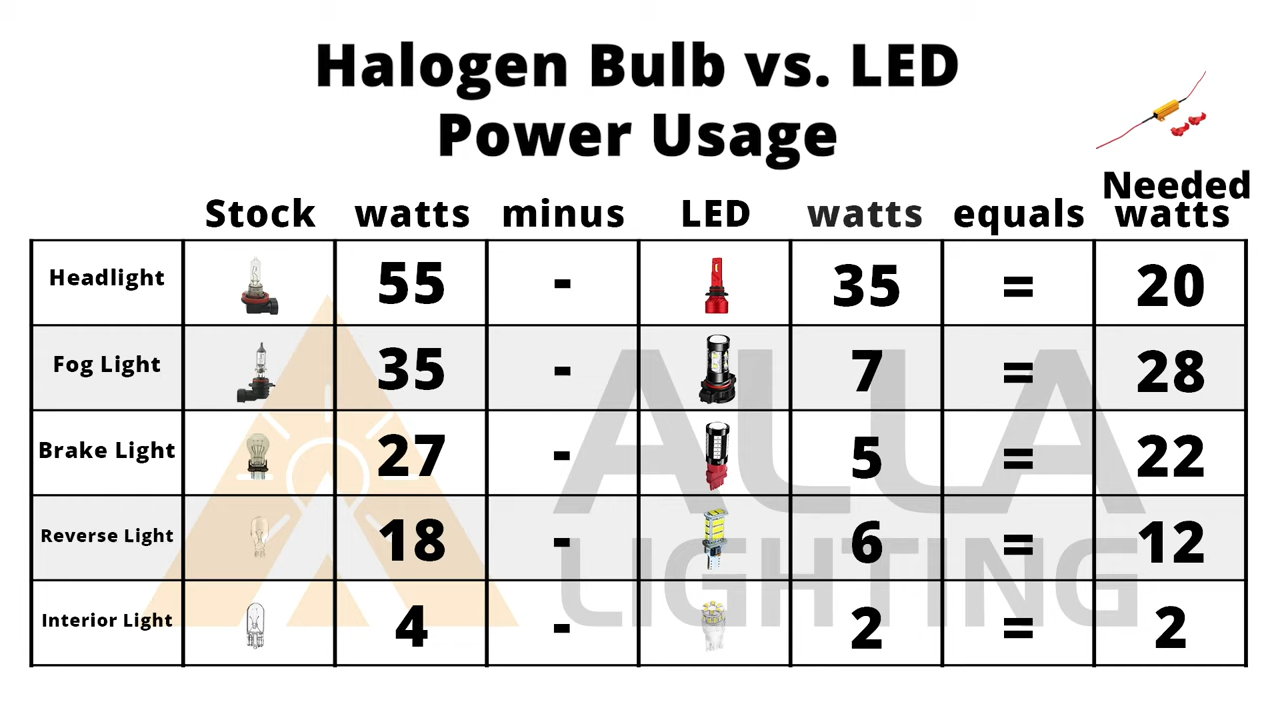 Halogen Bulb vs. LED
Power Usage
Stock watts minus LED watts equals Needed watts
Headlight 55 - 35 = 20
Fog Light 35 - 7 = 28
Brake Light 27 - 5 = 22
Reverse Light 18 - 6 = 12
Interior Light 4 - 2 = 2
ALLA
LIGHTING